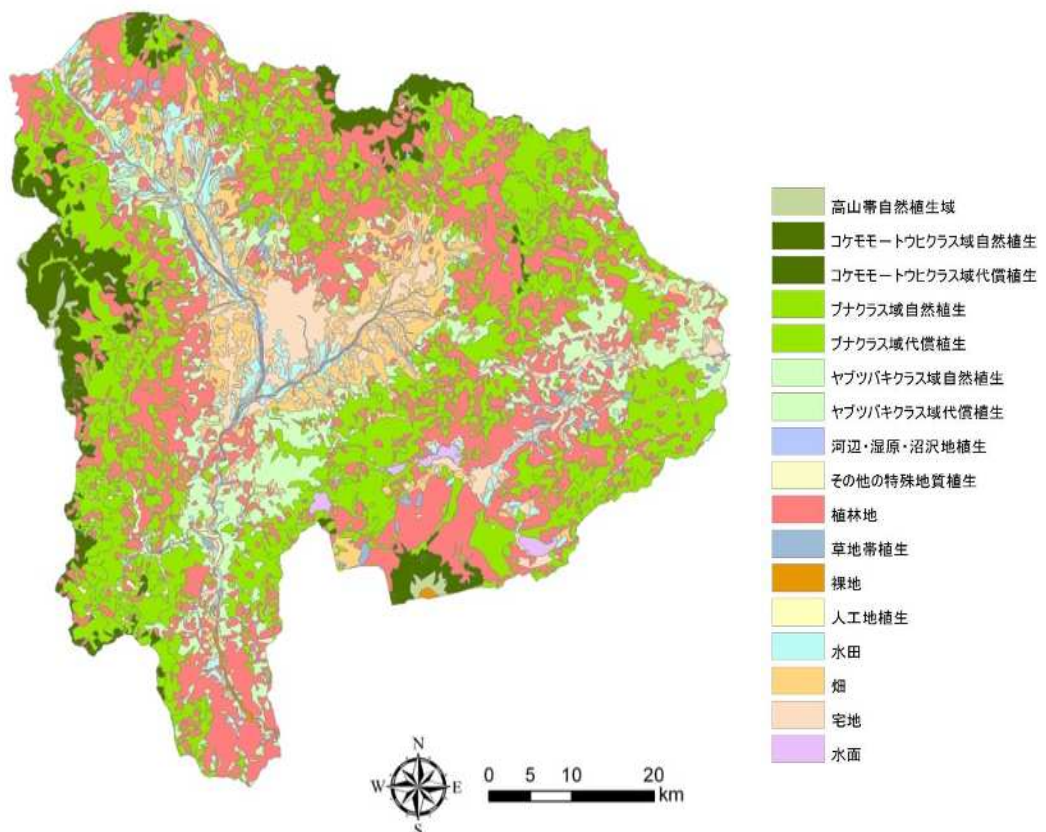 高山帯自然植生域
コケモモートウヒクラス域自然植生
コケモモートウヒクラス域代償植生
ブナクラス域自然植生
ブナクラス域代償植生
ヤブツバキクラス域自然植生
ヤブツバキクラス域代償植生
河辺・湿原・沼沢地植生
その他の特殊地質植生
植林地
草地帯植生
裸地
人工地植生
水田
畑
宅地
水面
N
W E
S
0 5 10 20
km